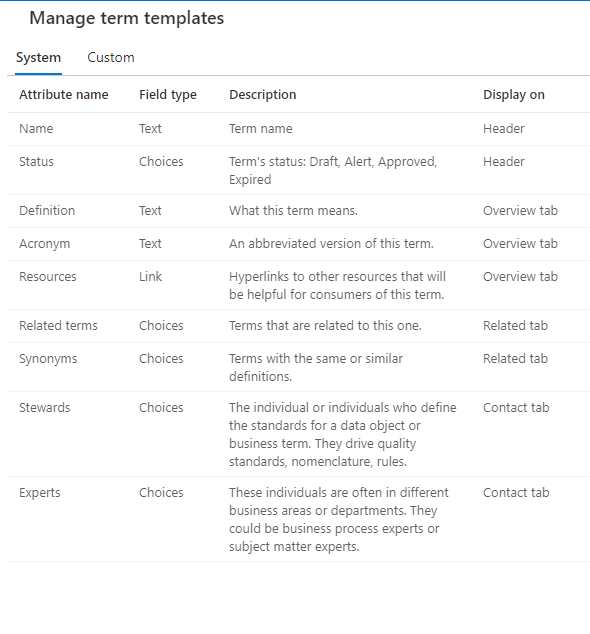 Manage term templates
System Custom
Attribute name Field type Description Display on
Name Text Term name Header
Status Choices Term's status: Draft, Alert, Approved, Header
Expired
Definition Text What this term means. Overview tab
Acronym Text An abbreviated version of this term. Overview tab
Resources Link Hyperlinks to other resources that will Overview tab
be helpful for consumers of this term.
Related terms Choices Terms that are related to this one. Related tab
Synonyms Choices Terms with the same or similar Related tab
definitions.
Stewards Choices The individual or individuals who define Contact tab
the standards for a data object or
business term. They drive quality
standards, nomenclature, rules.
Experts Choices These individuals are often in different Contact tab
business areas or departments. They
could be business process experts or
subject matter experts.